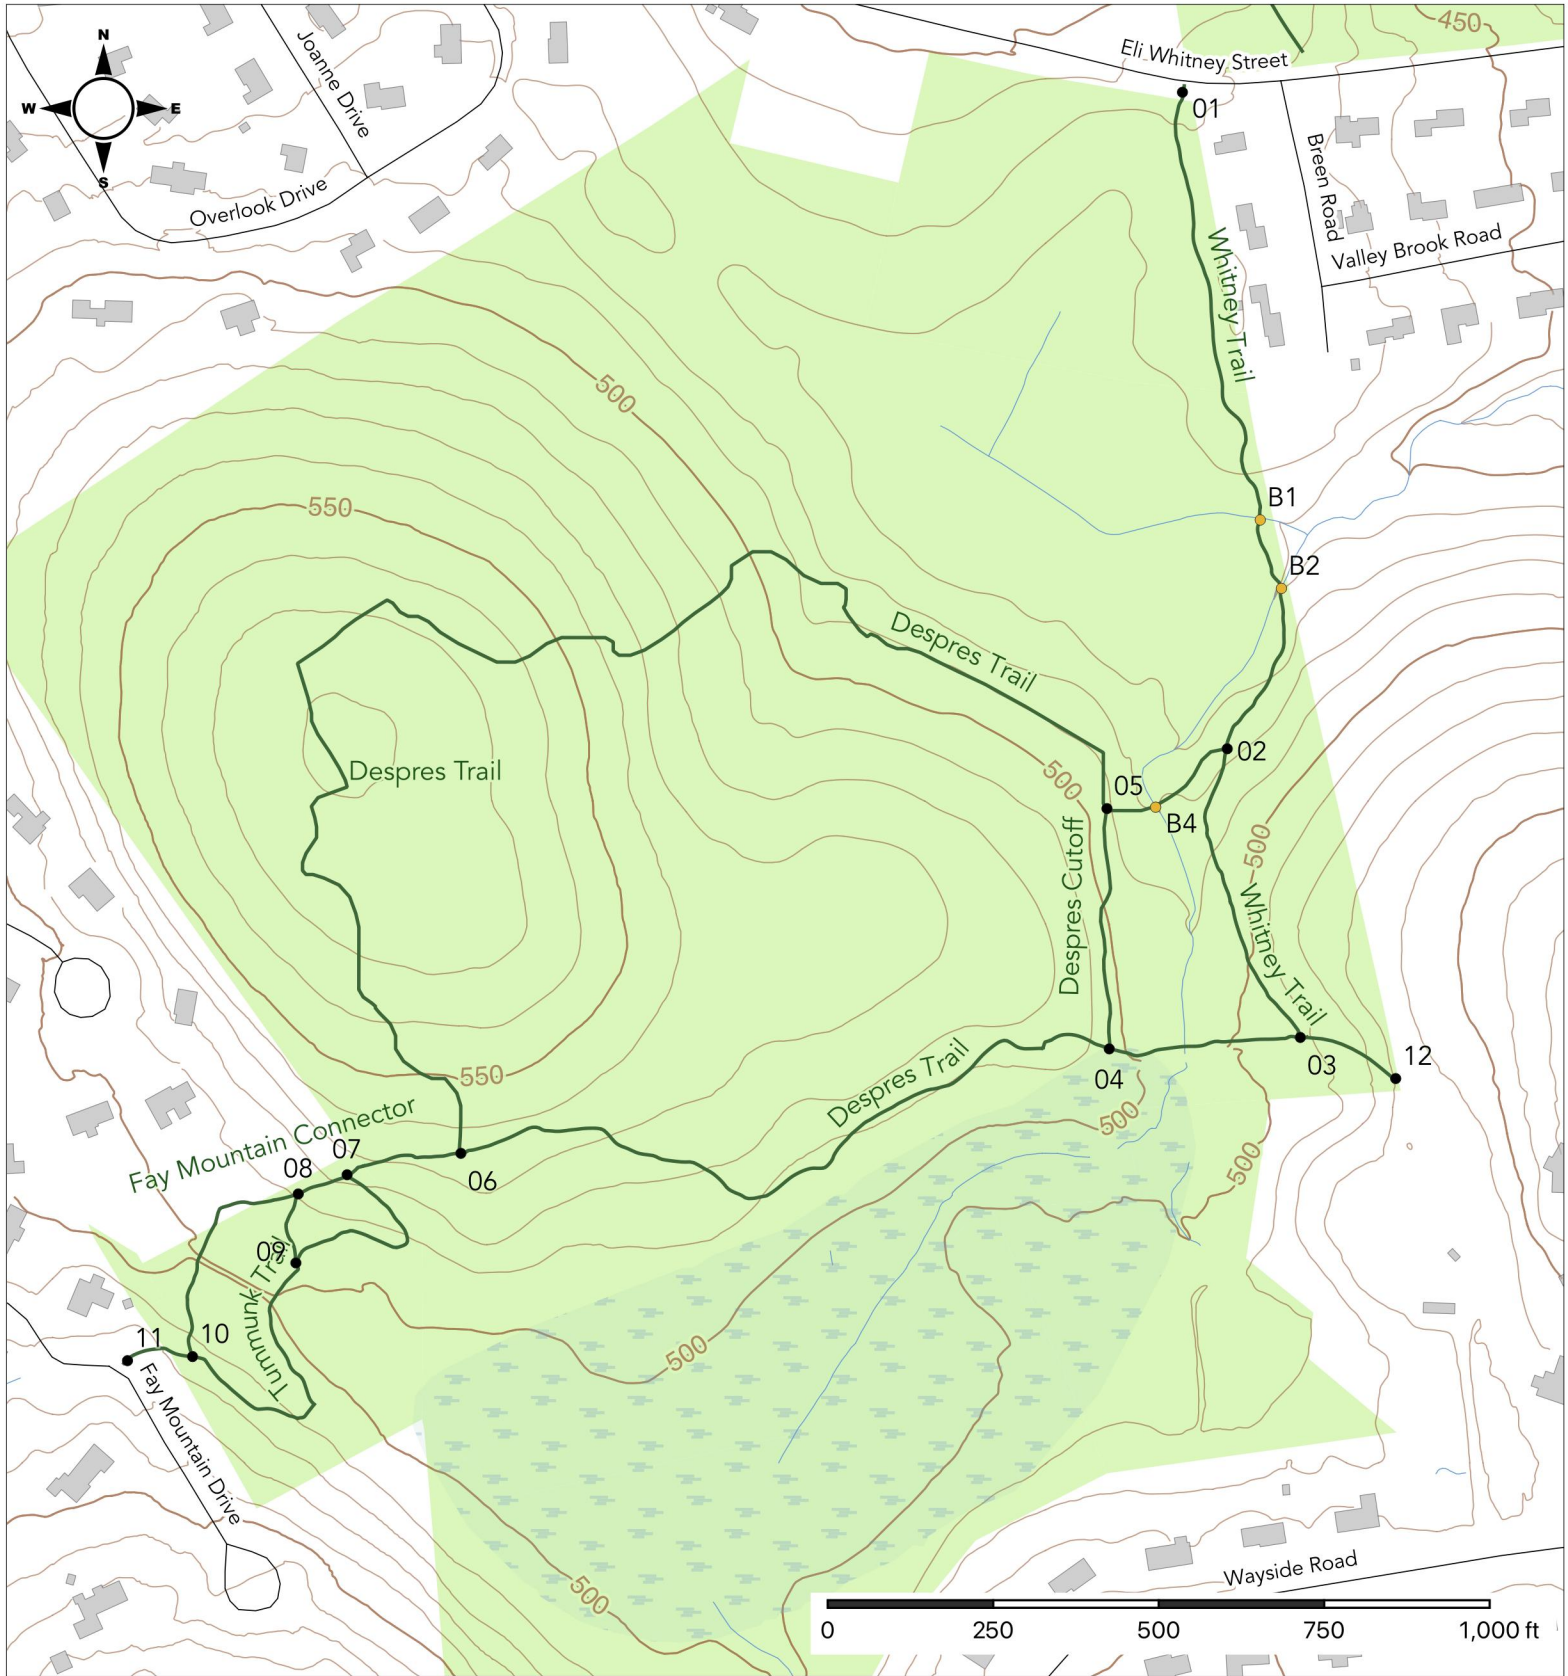 N
W
E
S
Joanne Drive
Overlook Drive
Eli Whitney Street
450
01
Breen Road
Valley Brook Road
Whitney Trail
500
550
B1
B2
Despres Trail
Despres Trail
500
02
05
B4
500
Despres Cutoff
Whitney Trail
550
Despres Trail
04
03
12
500
500
Fay Mountain Connector
07
08
06
09
Tummunk Trail
10
11
500
Fay Mountain Drive
500
Wayside Road
0
250
500
750
1,000 ft